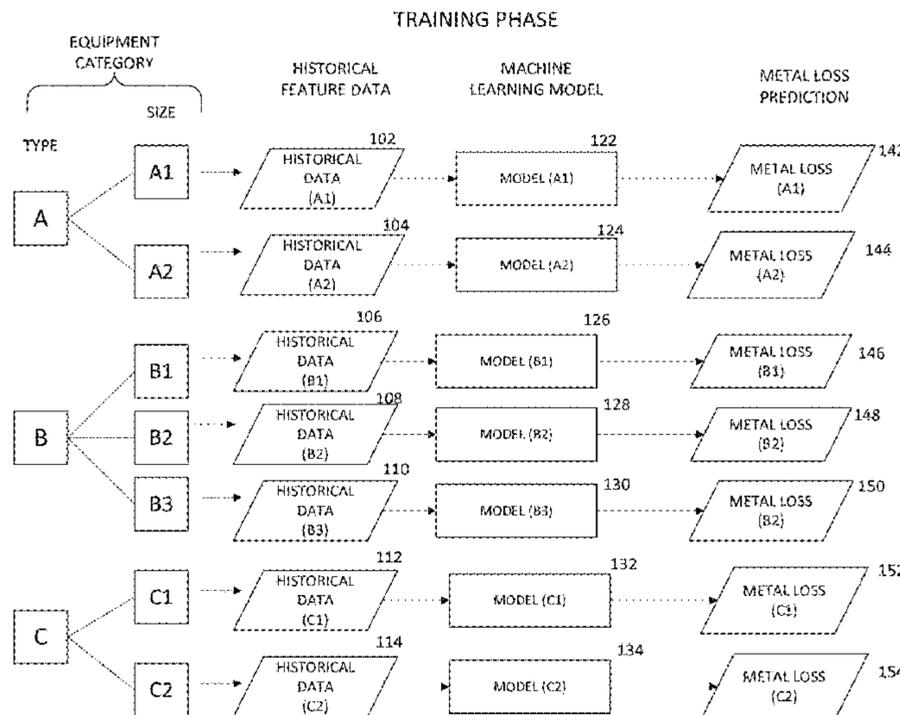 TRAINING PHASE
EQUIPMENT
CATEGORY
HISTORICAL
FEATURE DATA
MACHINE
LEARNING MODEL
METAL LOSS
PREDICTION
TYPE
SIZE
A
A1
102
HISTORICAL
DATA
(A1)
122
MODEL (A1)
142
METAL LOSS
(A1)
A2
104
HISTORICAL
DATA
(A2)
124
MODEL (A2)
144
METAL LOSS
(A2)
B
B1
106
HISTORICAL
DATA
(B1)
126
MODEL (B1)
146
METAL LOSS
(B1)
B2
108
HISTORICAL
DATA
(B2)
128
MODEL (B2)
148
METAL LOSS
(B2)
B3
110
HISTORICAL
DATA
(B3)
130
MODEL (B3)
150
METAL LOSS
(B2)
C
C1
112
HISTORICAL
DATA
(C1)
132
MODEL (C1)
152
METAL LOSS
(C1)
C2
114
HISTORICAL
DATA
(C2)
134
MODEL (C2)
154
METAL LOSS
(C2)